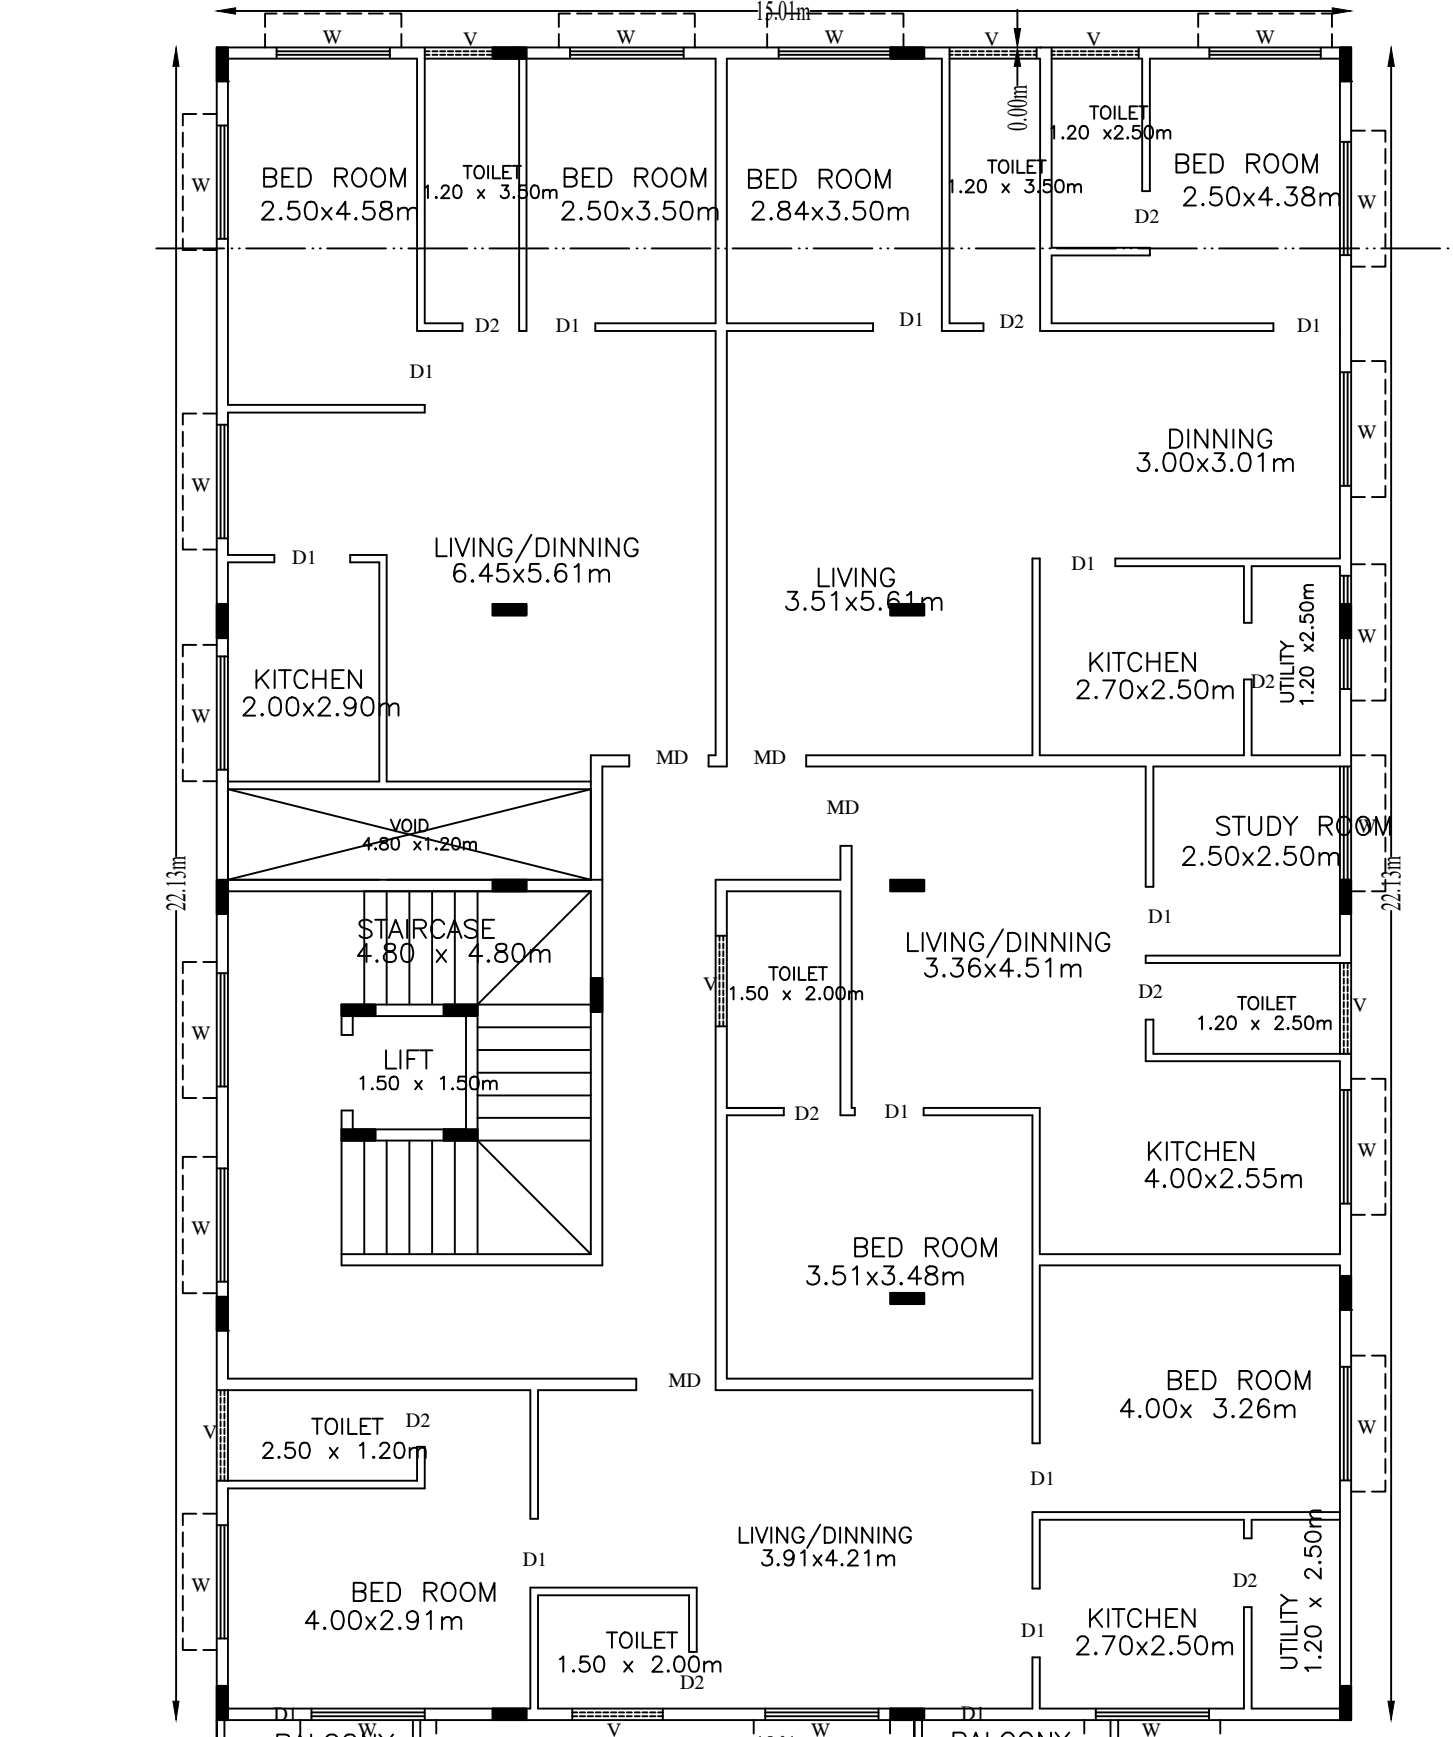 15.01m
W
V
W
W
V
V
W
0.00m
TOILET
1.20 x2.50m
W
BED ROOM
2.50x4.58m
TOILET
1.20 x 3.50m
BED ROOM
2.50x3.50m
BED ROOM
2.84x3.50m
TOILET
1.20 x 3.50m
BED ROOM
2.50x4.38m
W
D2
D2
D1
D1
D2
D1
D1
DINNING
3.00x3.01m
W
W
D1
LIVING/DINNING
6.45x5.61m
LIVING
3.51x5.61m
D1
KITCHEN
2.70x2.50m
D2
UTILITY
1.20 x2.50m
W
KITCHEN
2.00x2.90m
W
MD
MD
MD
VOID
4.80 x1.20m
STUDY ROOM
2.50x2.50m
W
22.13m
22.13m
STAIRCASE
4.80 x 4.80m
D1
LIVING/DINNING
3.36x4.51m
V
TOILET
1.50 x 2.00m
D2
TOILET
1.20 x 2.50m
V
W
LIFT
1.50 x 1.50m
D2
D1
KITCHEN
4.00x2.55m
W
W
BED ROOM
3.51x3.48m
MD
BED ROOM
4.00x 3.26m
W
V
TOILET
2.50 x 1.20m
D2
D1
LIVING/DINNING
3.91x4.21m
D1
W
BED ROOM
4.00x2.91m
D2
TOILET
1.50 x 2.00m
D2
D1
KITCHEN
2.70x2.50m
UTILITY
1.20 x 2.50m
D1
W
V
W
D1
W
BALCONY
BALCONY